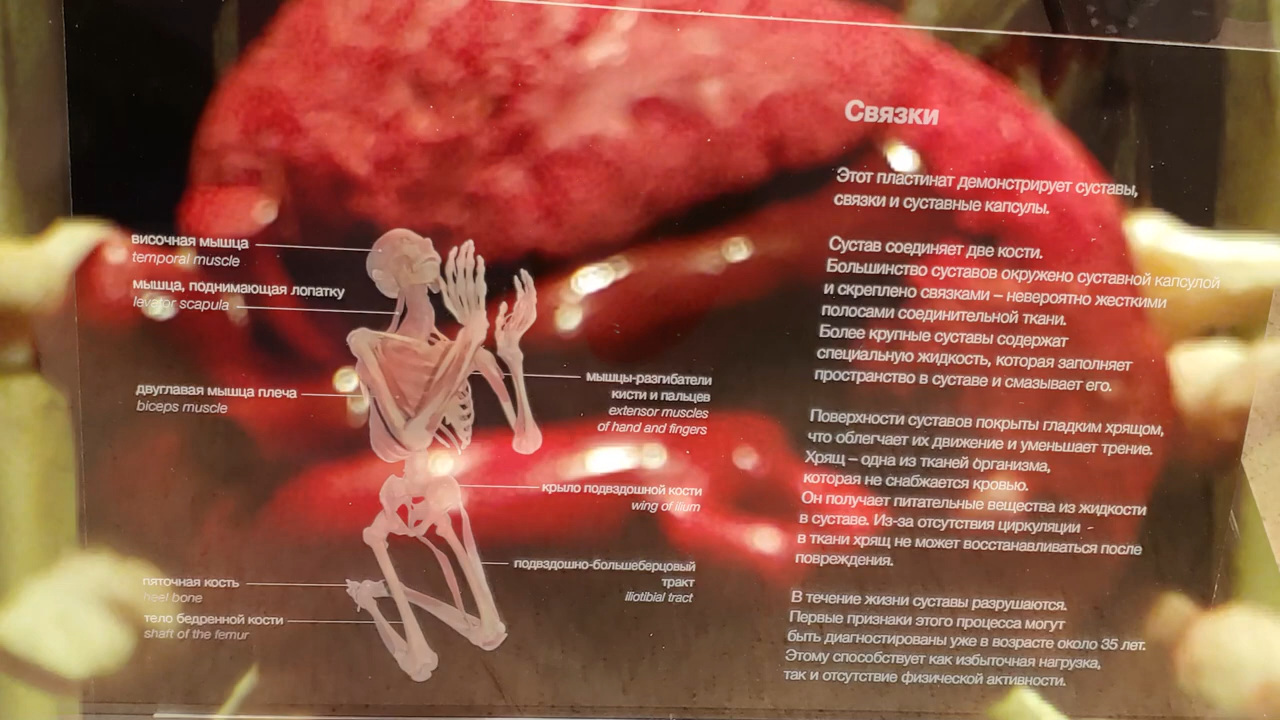 височная мышца
temporal muscle
мышца, поднимающая лопатку
levator scapula
двуглавая мышца плеча
biceps muscle
мышцы-разгибатели
кисти и пальцев
extensor muscles
of hand and fingers
крыло подвздошной кости
wing of ilium
подвздошно-большеберцовый
тракт
iliotibial tract
пяточная кость
heel bone
тело бедренной кости
shaft of the femur
Связки
Этот пластинат демонстрирует суставы,
связки и суставные капсулы.
Сустав соединяет две кости.
Большинство суставов окружено суставной капсулой
и скреплено связками – невероятно жесткими
полосами соединительной ткани.
Более крупные суставы содержат
специальную жидкость, которая заполняет
пространство в суставе и смазывает его.
Поверхности суставов покрыты гладким хрящом,
что облегчает их движение и уменьшает трение.
Хрящ – одна из тканей организма,
которая не снабжается кровью.
Он получает питательные вещества из жидкости
в суставе. Из-за отсутствия циркуляции
в ткани хрящ не может восстанавливаться после
повреждения.
В течение жизни суставы разрушаются.
Первые признаки этого процесса могут
быть диагностированы уже в возрасте около 35 лет.
Этому способствует как избыточная нагрузка,
так и отсутствие физической активности.